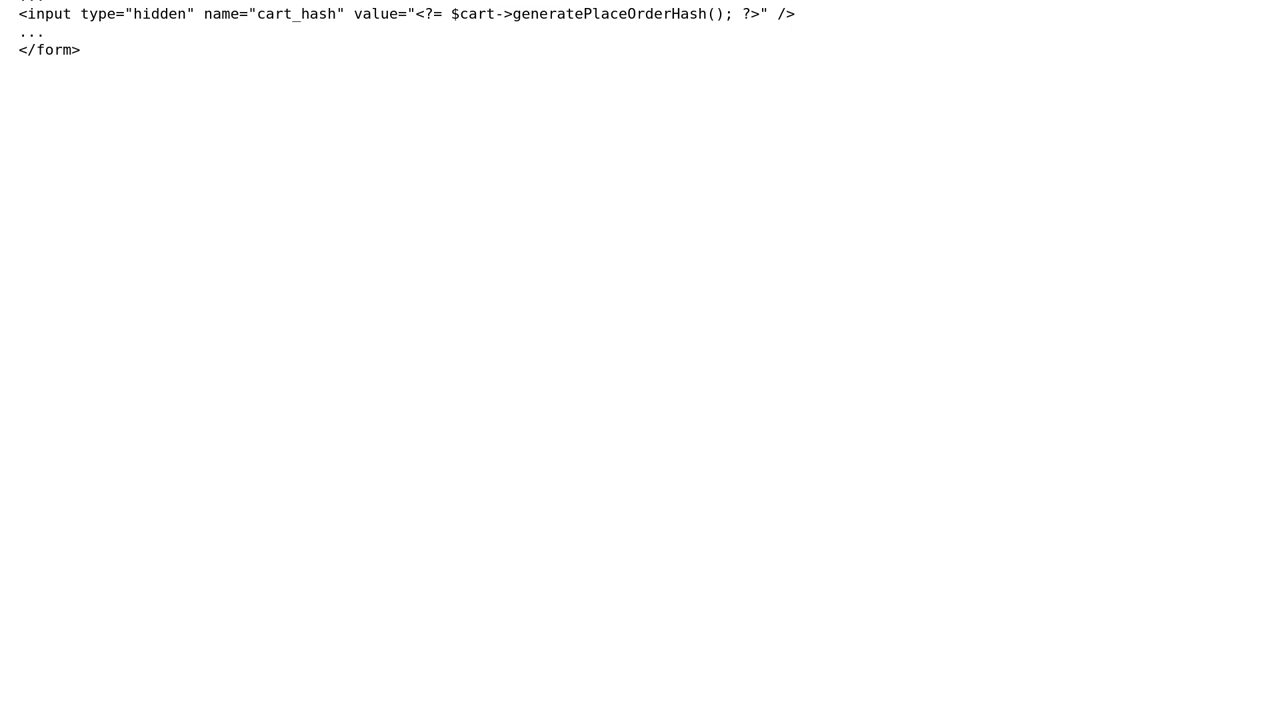 ...
<input type="hidden" name="cart_hash" value="<?= $cart->generatePlaceOrderHash(); ?>" />
...
</form>